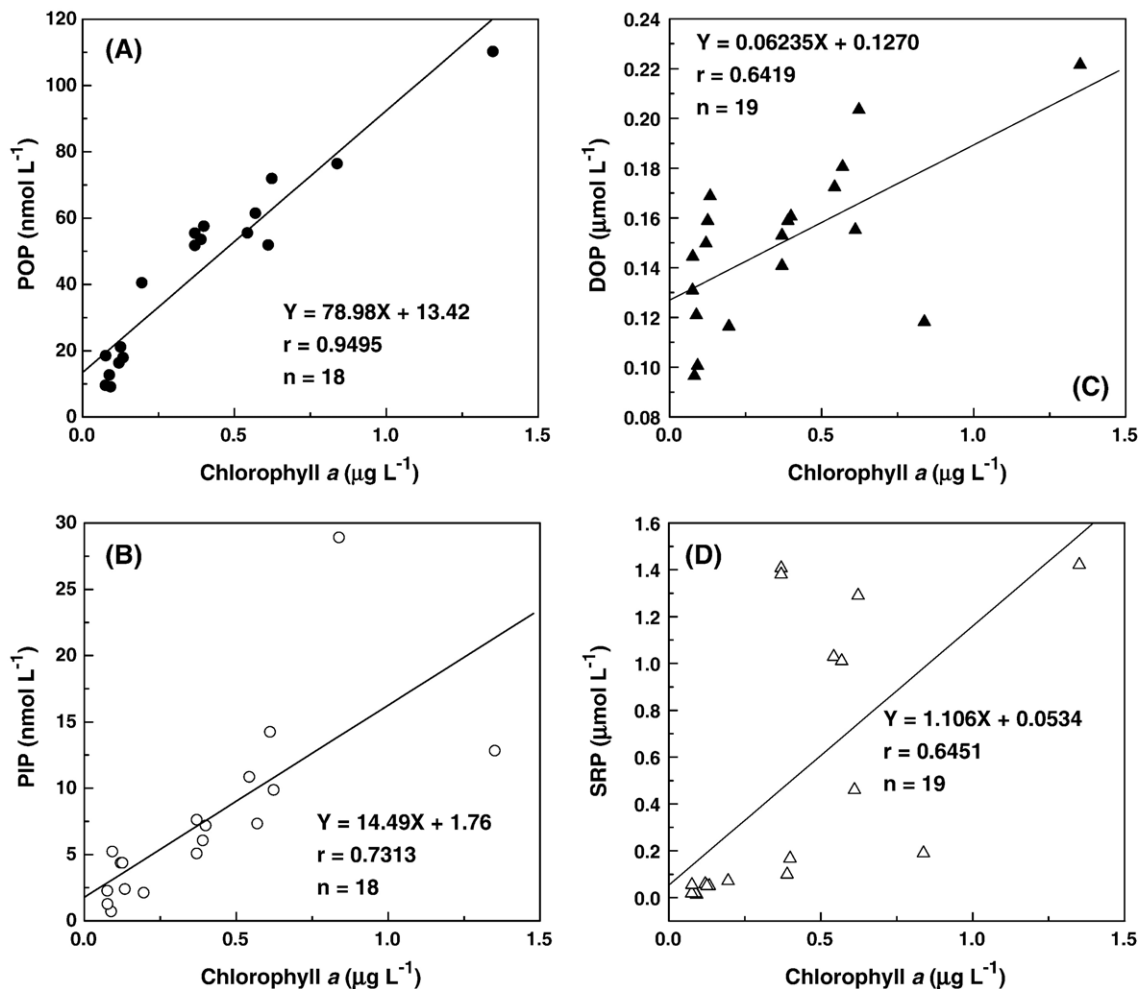 (A)
120
100
80
60
40
20
0
POP (nmol L⁻¹)
Y = 78.98X + 13.42
r = 0.9495
n = 18
0.0 0.5 1.0 1.5
Chlorophyll a (μg L⁻¹)
Y = 0.06235X + 0.1270
r = 0.6419
n = 19
0.22
0.20
0.18
0.16
0.14
0.12
0.10
0.08
DOP (μmol L⁻¹)
(C)
0.0 0.5 1.0 1.5
Chlorophyll a (μg L⁻¹)
(B)
30
25
20
15
10
5
0
PIP (nmol L⁻¹)
Y = 14.49X + 1.76
r = 0.7313
n = 18
0.0 0.5 1.0 1.5
Chlorophyll a (μg L⁻¹)
(D)
1.6
1.4
1.2
1.0
0.8
0.6
0.4
0.2
0.0
SRP (μmol L⁻¹)
Y = 1.106X + 0.0534
r = 0.6451
n = 19
0.0 0.5 1.0 1.5
Chlorophyll a (μg L⁻¹)